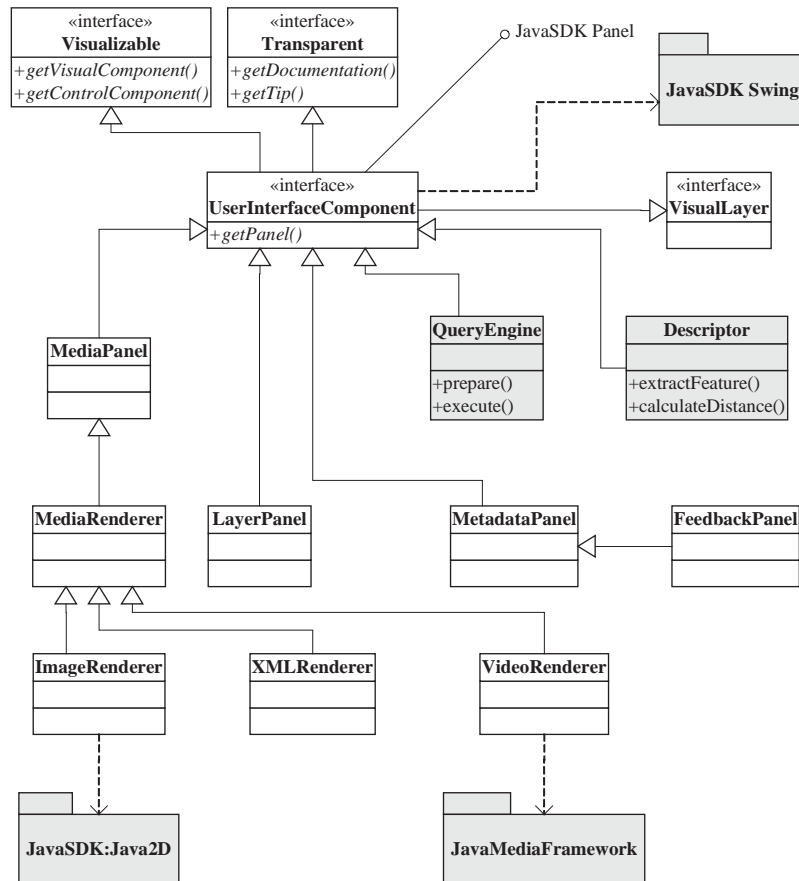 «interface»
Visualizable
+getVisualComponent()
+getControlComponent()
«interface»
Transparent
+getDocumentation()
+getTip()
JavaSDK Panel
JavaSDK Swing
«interface»
UserInterfaceComponent
+getPanel()
«interface»
VisualLayer
MediaPanel
QueryEngine
+prepare()
+execute()
Descriptor
+extractFeature()
+calculateDistance()
MediaRenderer
LayerPanel
MetadataPanel
FeedbackPanel
ImageRenderer
XMLRenderer
VideoRenderer
JavaSDK:Java2D
JavaMediaFramework